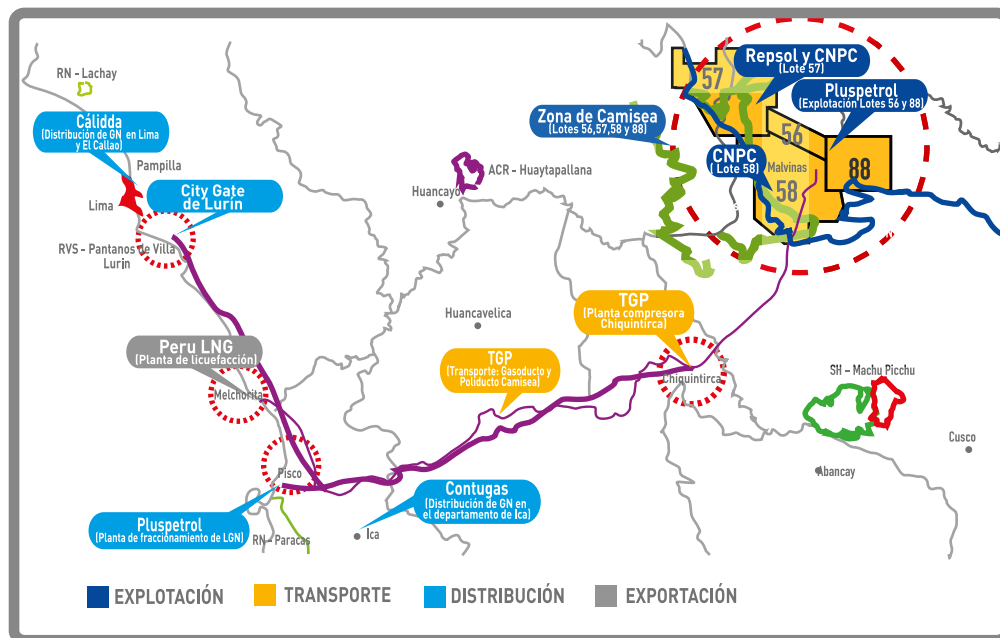 RN - Lachay
Cálidda
(Distribución de GN en Lima
y El Callao)
Pampilla
Lima
City Gate
de Lurín
RVS - Pantanos de Villa
Lurín
Peru LNG
(Planta de licuefacción)
Melchorita
Pisco
Pluspetrol
(Planta de fraccionamiento de LGN)
RN - Paracas
Ica
Contugas
(Distribución de GN en
el departamento de Ica)
Huancayo
ACR - Huaytapallana
Huancavelica
TGP
(Transporte: Gasoducto y
Poliducto Camisea)
TGP
(Planta compresora
Chiquintirca)
Chiquintirca
Zona de Camisea
(Lotes 56,57,58 y 88)
Repsol y CNPC
(Lote 57)
57
Pluspetrol
(Explotación Lotes 56 y 88)
56
CNPC
( Lote 58)
Malvinas
58
88
SH - Machu Picchu
Cusco
Abancay
EXPLOTACIÓN
TRANSPORTE
DISTRIBUCIÓN
EXPORTACIÓN